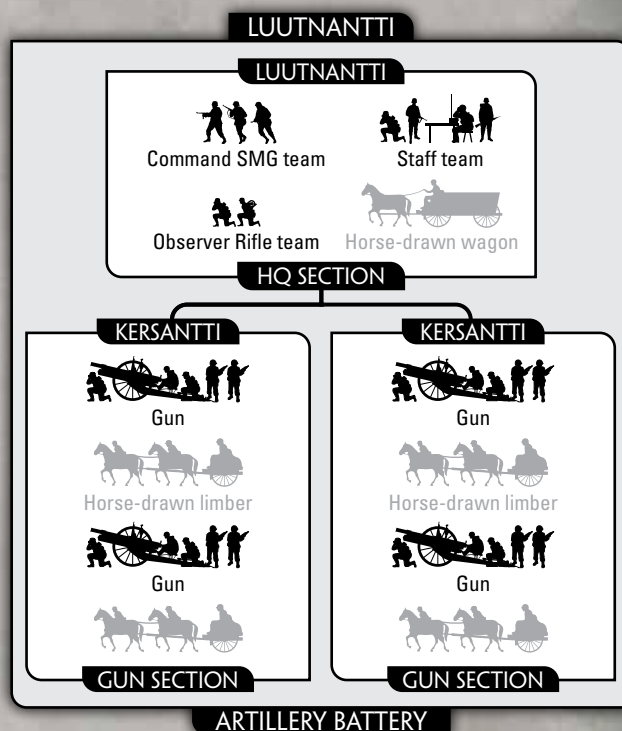 LUUTNANTTI
LUUTNANTTI
Command SMG team Staff team
Observer Rifle team Horse-drawn wagon
HQ SECTION
KERSANTTI KERSANTTI
Gun Gun
Horse-drawn limber Horse-drawn limber
Gun Gun
GUN SECTION GUN SECTION
ARTILLERY BATTERY